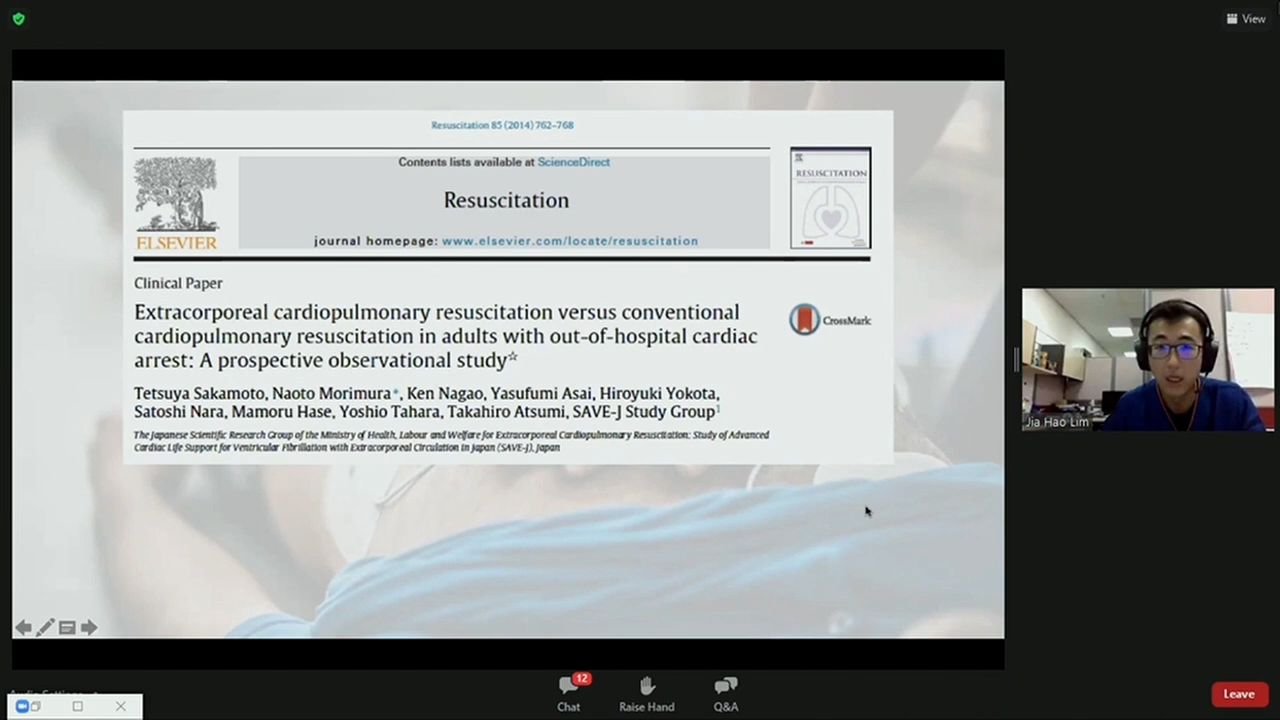 View
Resuscitation 85 (2014) 762–768
Contents lists available at ScienceDirect
Resuscitation
journal homepage: www.elsevier.com/locate/resuscitation
ELSEVIER
RESUSCITATION
Clinical Paper
Extracorporeal cardiopulmonary resuscitation versus conventional
cardiopulmonary resuscitation in adults with out-of-hospital cardiac
arrest: A prospective observational study☆
CrossMark
Tetsuya Sakamoto, Naoto Morimura*, Ken Nagao, Yasufumi Asai, Hiroyuki Yokota,
Satoshi Nara, Mamoru Hase, Yoshio Tahara, Takahiro Atsumi, SAVE-J Study Group1
The Japanese Scientific Research Group of the Ministry of Health, Labour and Welfare for Extracorporeal Cardiopulmonary Resuscitation: Study of Advanced
Cardiac Life Support for Ventricular Fibrillation with Extracorporeal Circulation in Japan (SAVE-J), Japan
Jia Hao Lim
12
Chat
Raise Hand
Q&A
Leave